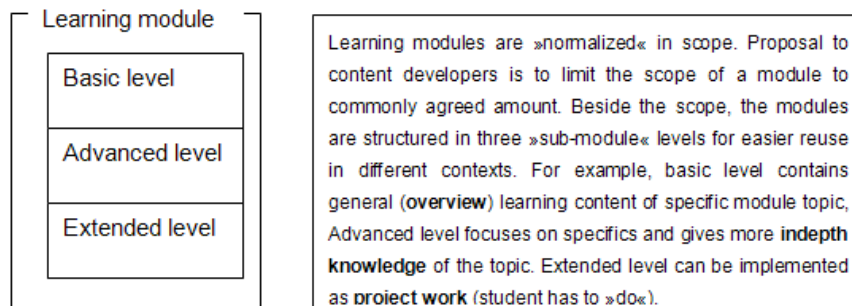 Learning module
Basic level
Advanced level
Extended level
Learning modules are »normalized« in scope. Proposal to
content developers is to limit the scope of a module to
commonly agreed amount. Beside the scope, the modules
are structured in three »sub-module« levels for easier reuse
in different contexts. For example, basic level contains
general (overview) learning content of specific module topic,
Advanced level focuses on specifics and gives more indepth
knowledge of the topic. Extended level can be implemented
as project work (student has to »do«).